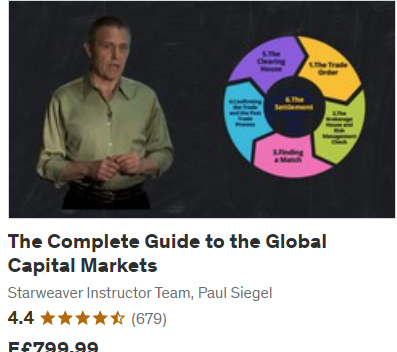 5.The
Clearing
House
1.The Trade
Order
4.Confirming
the Trade
and the Post
Trade
Process
6.The
Settlement
2.The
Brokerage
House and
Risk
Management
Check
3.Finding
a Match
The Complete Guide to the Global
Capital Markets
Starweaver Instructor Team, Paul Siegel
4.4 (679)
E£799.99